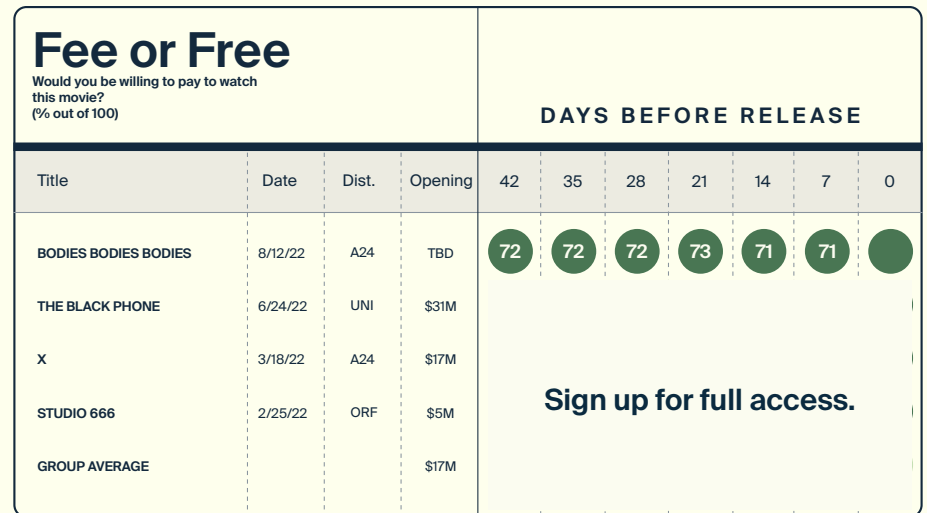 Fee or Free
Would you be willing to pay to watch
this movie?
(% out of 100)
DAYS BEFORE RELEASE
Title Date Dist. Opening 42 35 28 21 14 7 0
BODIES BODIES BODIES 8/12/22 A24 TBD 72 72 72 73 71 71
THE BLACK PHONE 6/24/22 UNI $31M
X 3/18/22 A24 $17M
Sign up for full access.
STUDIO 666 2/25/22 ORF $5M
GROUP AVERAGE $17M